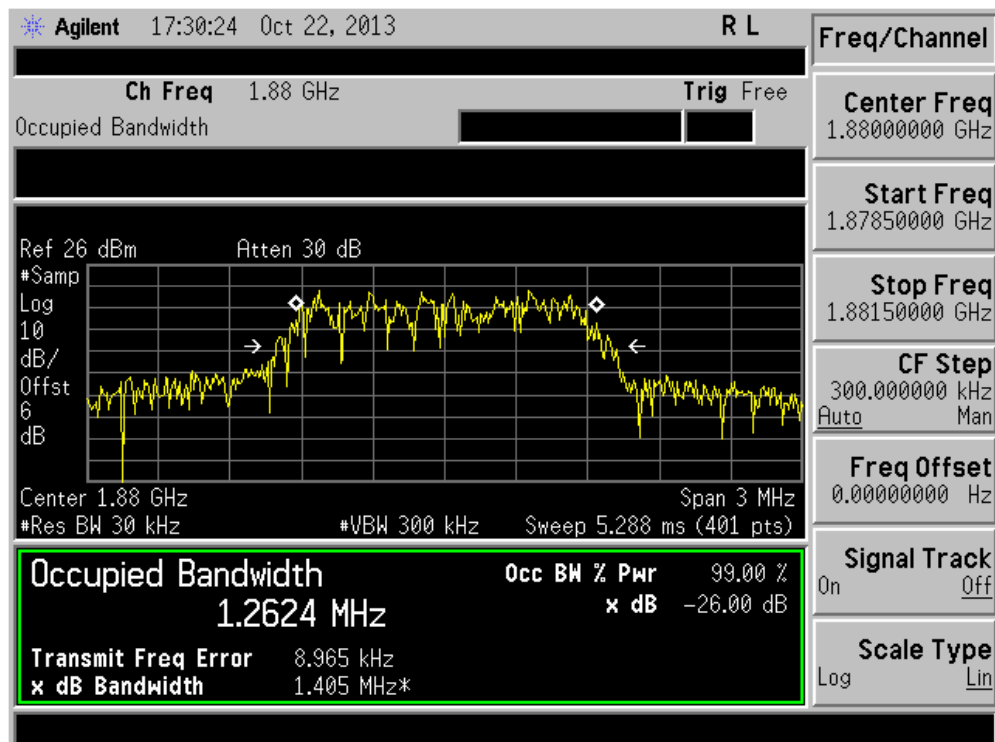 Agilent 17:30:24 Oct 22, 2013 R L
Ch Freq 1.88 GHz Trig Free
Occupied Bandwidth
Ref 26 dBm Atten 30 dB
#Samp
Log
10
dB/
Offst
6
dB
Center 1.88 GHz Span 3 MHz
#Res BW 30 kHz #VBW 300 kHz Sweep 5.288 ms (401 pts)
Occupied Bandwidth Occ BW % Pwr 99.00 %
1.2624 MHz x dB -26.00 dB
Transmit Freq Error 8.965 kHz
x dB Bandwidth 1.405 MHz*
Freq/Channel
Center Freq
1.88000000 GHz
Start Freq
1.87850000 GHz
Stop Freq
1.88150000 GHz
CF Step
300.000000 kHz
Auto Man
Freq Offset
0.00000000 Hz
Signal Track
On Off
Scale Type
Log Lin